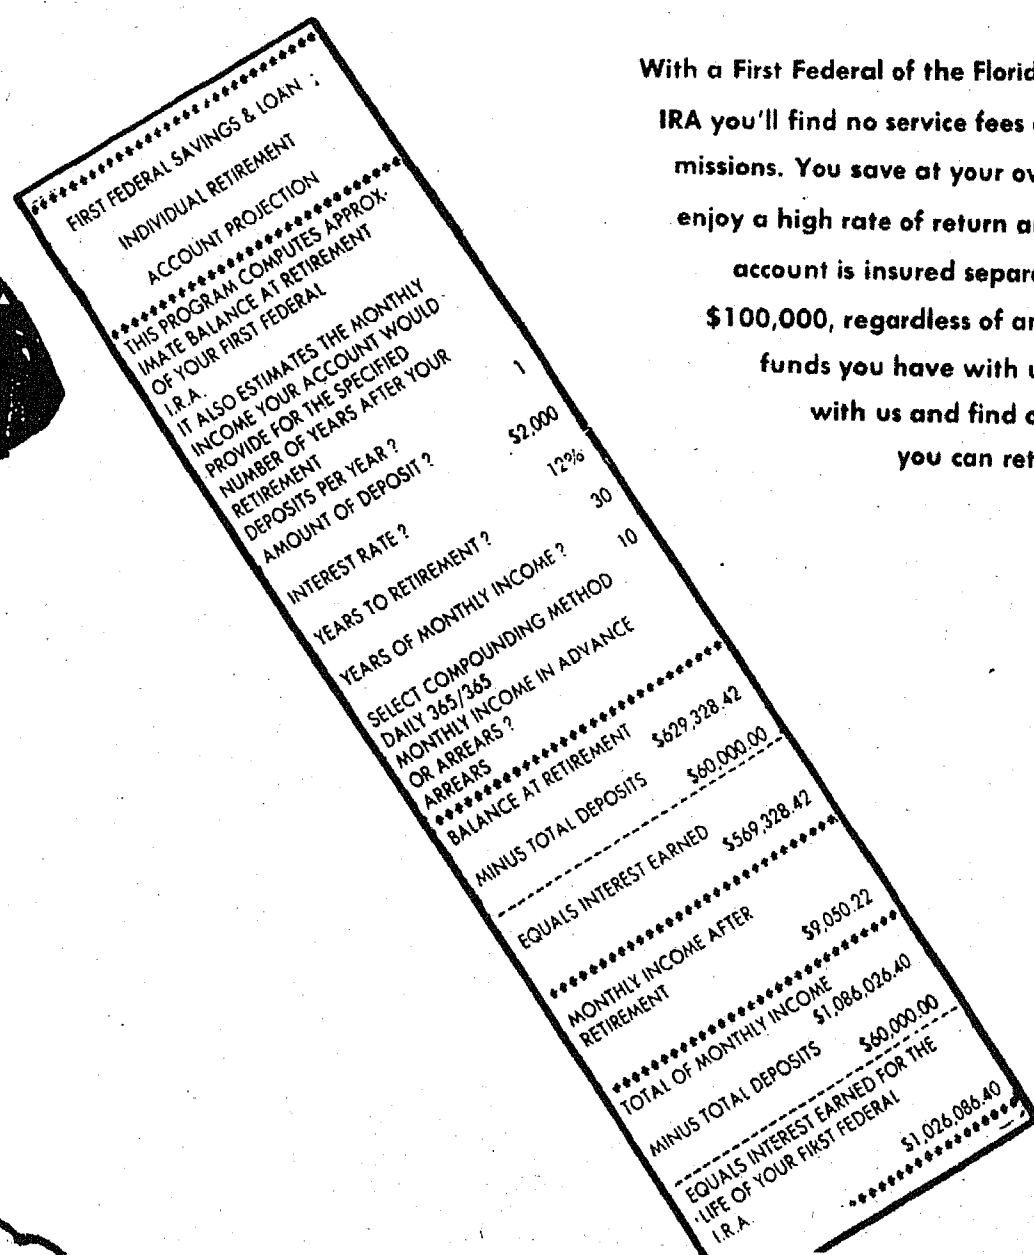 With a First Federal of the Florid
IRA you'll find no service fees
missions. You save at your ov
enjoy a high rate of return a
account is insured separ
$100,000, regardless of a
funds you have with
with us and find
you can ret
FIRST FEDERAL SAVINGS & LOAN
INDIVIDUAL RETIREMENT
ACCOUNT PROJECTION
THIS PROGRAM COMPUTES APPROX-
IMATE BALANCE AT RETIREMENT
OF YOUR FIRST FEDERAL
I.R.A.
IT ALSO ESTIMATES THE MONTHLY
INCOME YOUR ACCOUNT WOULD
PROVIDE FOR THE SPECIFIED
NUMBER OF YEARS AFTER YOUR
RETIREMENT
DEPOSITS PER YEAR ? 1
AMOUNT OF DEPOSIT ? $2,000
INTEREST RATE ? 12%
YEARS TO RETIREMENT ? 30
YEARS OF MONTHLY INCOME ? 10
SELECT COMPOUNDING METHOD
DAILY 365/365
MONTHLY INCOME IN ADVANCE
OR ARREARS ?
ARREARS
BALANCE AT RETIREMENT $629,328.42
MINUS TOTAL DEPOSITS $60,000.00
EQUALS INTEREST EARNED $569,328.42
MONTHLY INCOME AFTER
RETIREMENT $9,050.22
TOTAL OF MONTHLY INCOME
$1,086,026.40
MINUS TOTAL DEPOSITS $60,000.00
EQUALS INTEREST EARNED FOR THE
LIFE OF YOUR FIRST FEDERAL
I.R.A. $1,026,086.40